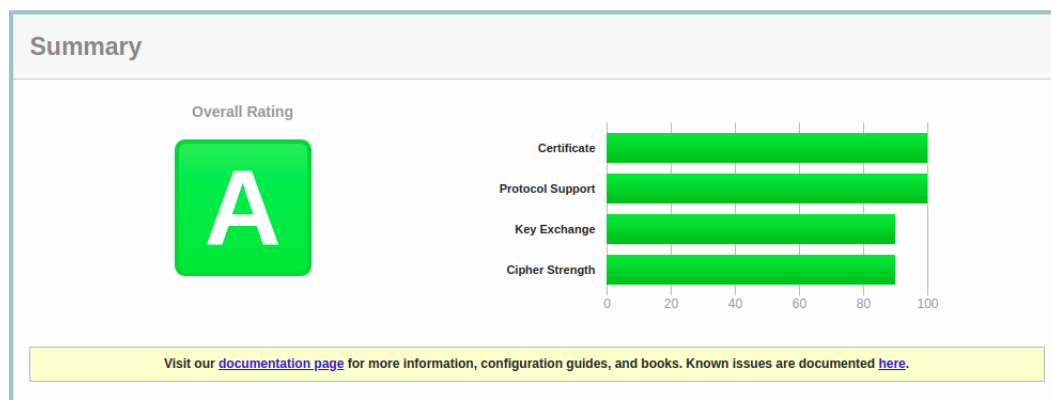 Summary
Overall Rating
A
Certificate
Protocol Support
Key Exchange
Cipher Strength
0 20 40 60 80 100
Visit our documentation page for more information, configuration guides, and books. Known issues are documented here.